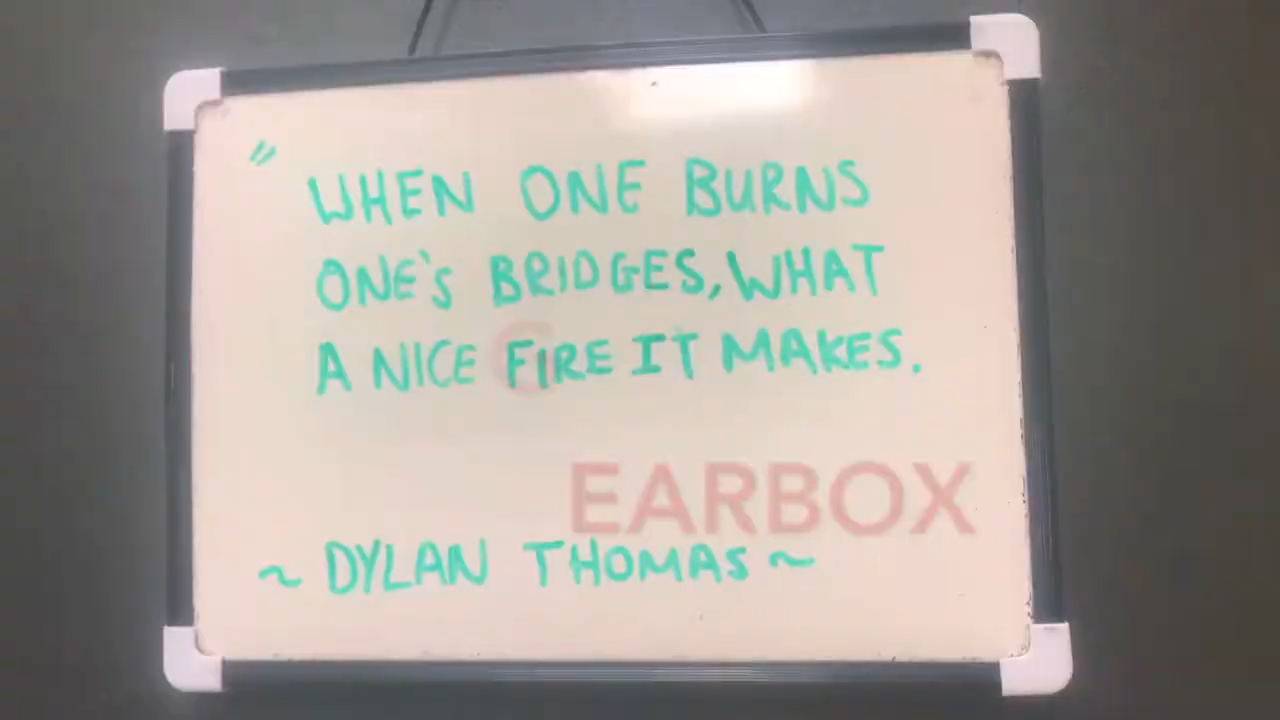 "
WHEN ONE BURNS
ONE'S BRIDGES, WHAT
A NICE FIRE IT MAKES.
EARBOX
~ DYLAN THOMAS ~